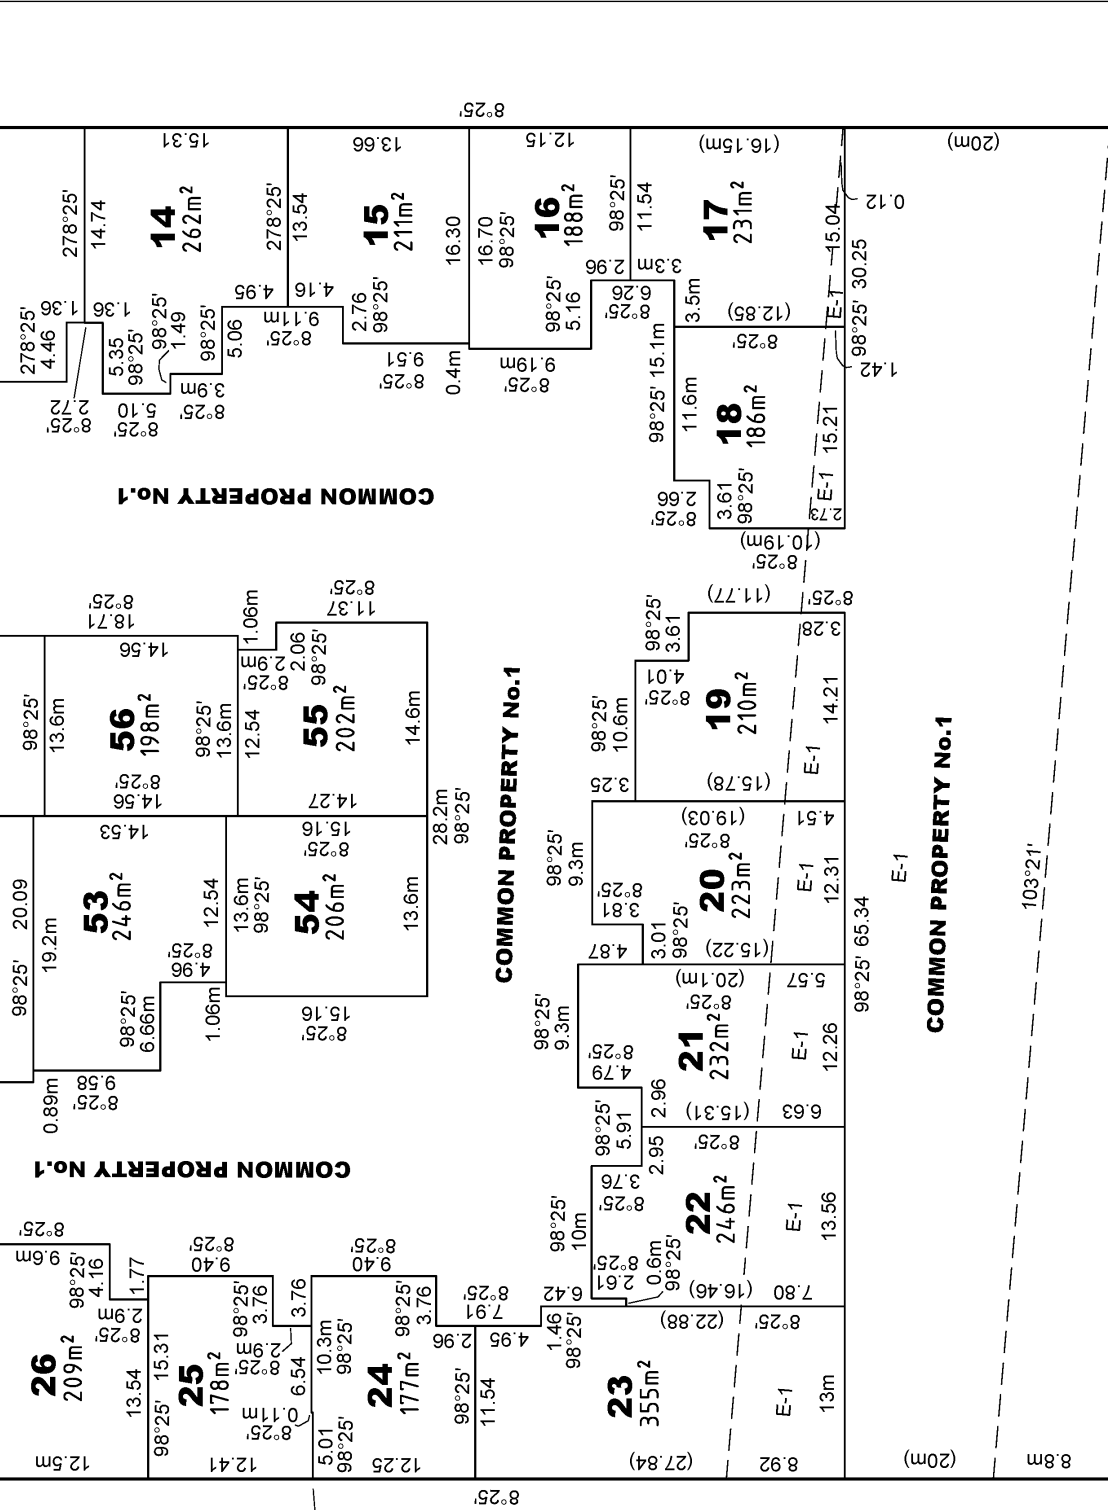 8°25'
15.31
13.66
12.15
(16.15m)
(20m)
278°25'
14.74
14
262m²
278°25'
13.54
15
211m²
16.30
16.70
98°25'
16
188m²
98°25'
11.54
17
231m²
15.04
0.12
98°25' 30.25
278°25'
4.46
1.36
1.36
2.72
8°25'
5.35
98°25'
5.10
8°25'
98°25'
1.49
3.9m
8°25'
98°25'
5.06
4.95
4.16
9.11m
8°25'
2.76
98°25'
9.51
8°25'
0.4m
9.19m
8°25'
98°25'
5.16
2.96
3.3m
6.26
8°25'
3.5m
(12.85)
8°25'
E-1
1.42
98°25' 15.1m
11.6m
18
186m²
15.21
E-1
2.73
2.66
8°25'
3.61
98°25'
(10.19m)
8°25'
COMMON PROPERTY No.1
8°25'
18.71
14.56
98°25'
13.6m
56
198m²
98°25'
13.6m
8°25'
14.56
1.06m
2.9m
8°25'
2.06
98°25'
8°25'
11.37
12.54
55
202m²
14.6m
14.27
28.2m
98°25'
14.53
15.16
8°25'
98°25' 20.09
19.2m
53
246m²
12.54
13.6m
98°25'
54
206m²
13.6m
8°25'
4.96
98°25'
6.66m
1.06m
15.16
8°25'
0.89m
9.58
8°25'
COMMON PROPERTY No.1
COMMON PROPERTY No.1
(11.77)
8°25'
98°25'
3.61
4.01
8°25'
98°25'
10.6m
19
210m²
3.28
14.21
E-1
(15.78)
3.25
(19.03)
8°25'
4.51
98°25'
9.3m
3.81
8°25'
20
223m²
E-1
12.31
4.87
3.01
98°25'
(15.22)
(20.1m)
8°25'
5.57
98°25'
9.3m
4.79
8°25'
21
232m²
E-1
12.26
98°25' 65.34
2.96
(15.31)
8°25'
6.63
98°25'
5.91
2.95
3.76
8°25'
98°25'
10m
22
246m²
E-1
13.56
2.61
8°25'
0.6m
98°25'
(16.46)
7.80
(22.88)
8°25'
6.42
E-1
COMMON PROPERTY No.1
103°21'
8°25'
9.6m
98°25'
4.16
1.77
2.9m
8°25'
26
209m²
13.54
12.5m
8°25'
9.40
98°25' 15.31
25
178m²
98°25'
3.76
3.76
2.9m
8°25'
6.54
0.11m
8°25'
12.41
8°25'
9.40
10.3m
98°25'
5.01
98°25'
24
177m²
98°25'
3.76
2.96
12.25
7.91
8°25'
4.95
1.46
98°25'
98°25'
11.54
23
355m²
E-1
13m
(27.84)
8.92
(20m)
8.8m
8°25'